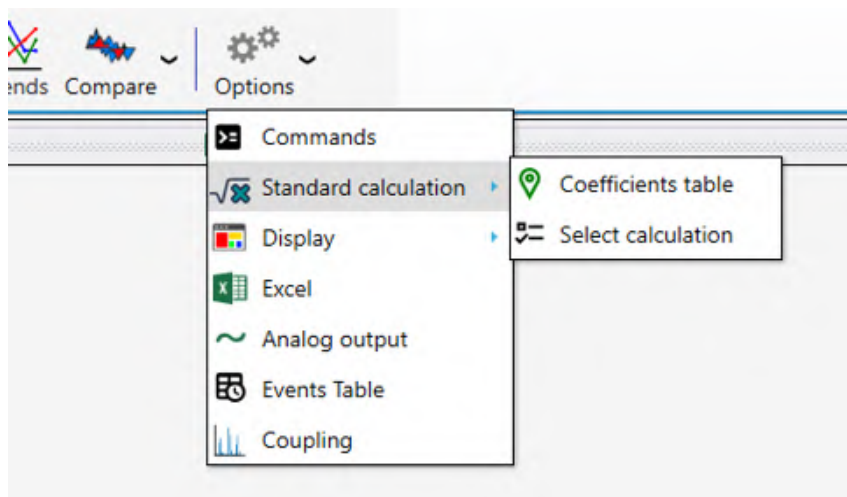 ends Compare Options
Commands
Standard calculation
Coefficients table
Display
Select calculation
Excel
Analog output
Events Table
Coupling